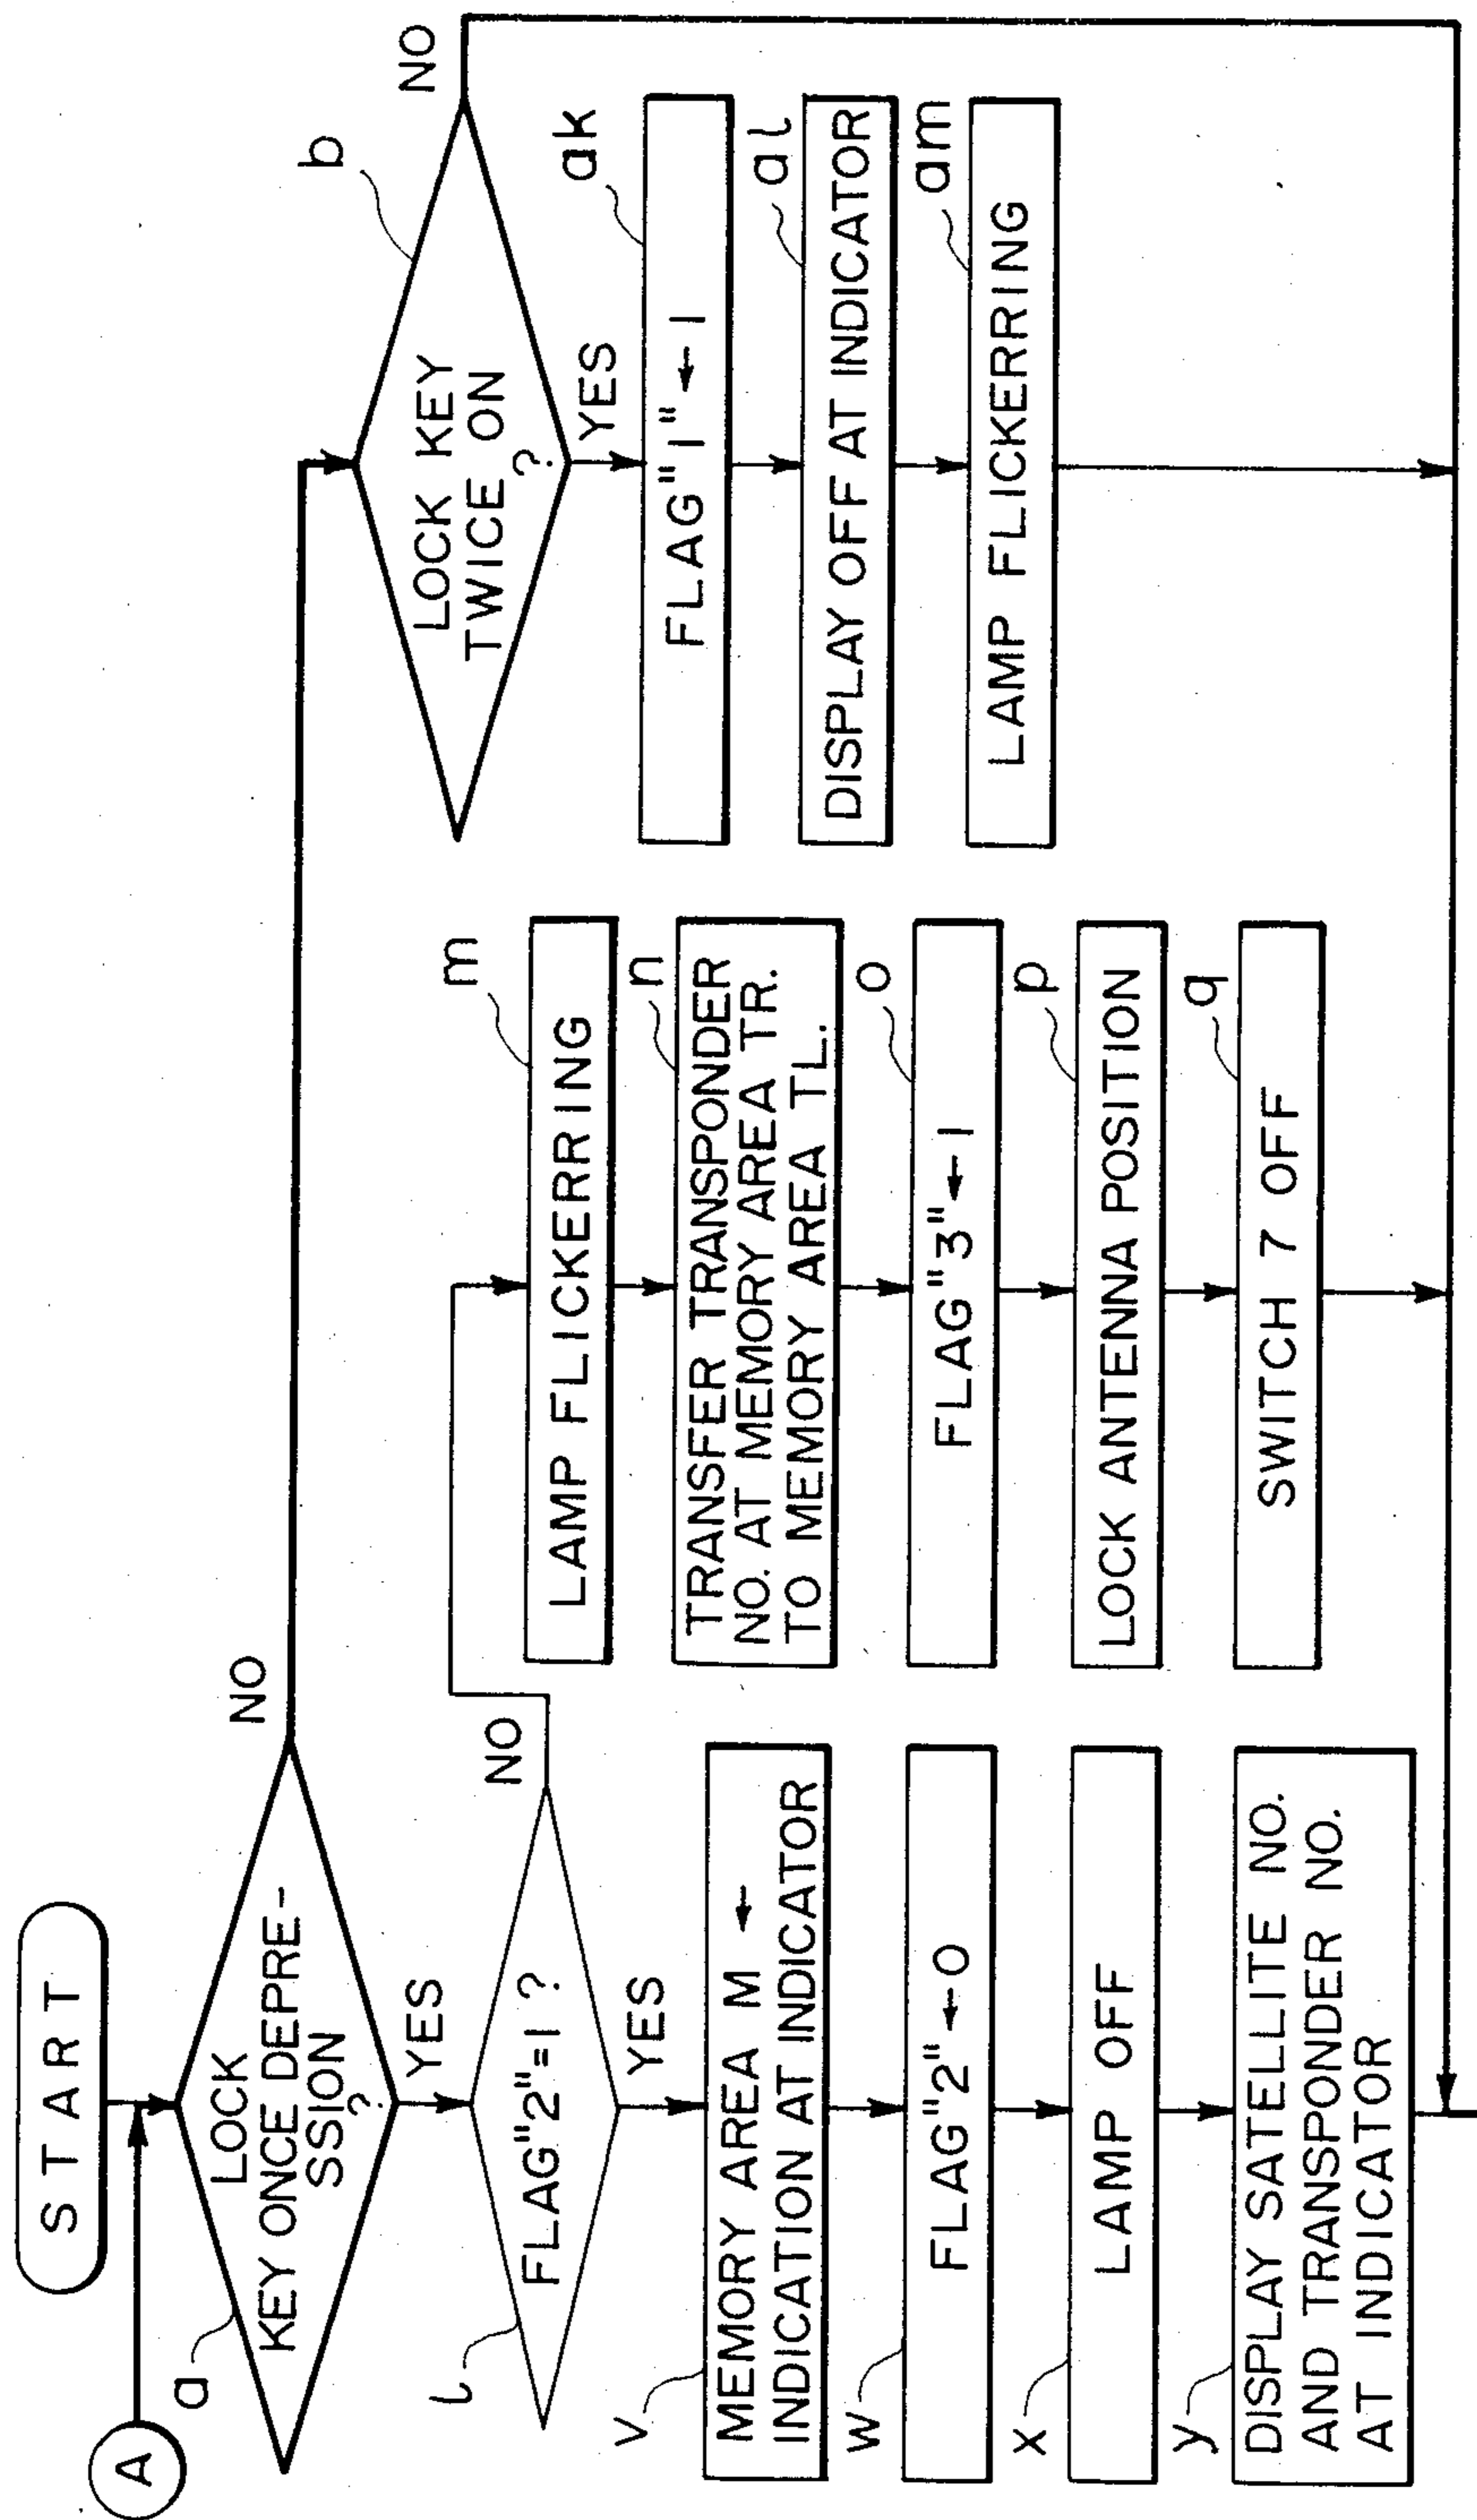 START
A
a
LOCK
KEY ONCE DEPRE-
SSION
?
NO
YES
l
FLAG"2"=1 ?
NO
YES
v
MEMORY AREA M ←
INDICATION AT INDICATOR
w
FLAG"2"←0
x
LAMP OFF
y
DISPLAY SATELLITE NO.
AND TRANSPONDER NO.
AT INDICATOR
m
LAMP FLICKERRING
n
TRANSFER TRANSPONDER
NO. AT MEMORY AREA TR.
TO MEMORY AREA TL.
o
FLAG"3"←1
p
LOCK ANTENNA POSITION
q
SWITCH 7 OFF
b
LOCK KEY
TWICE ON
?
NO
YES
ak
FLAG"1"←1
al
DISPLAY OFF AT INDICATOR
am
LAMP FLICKERRING